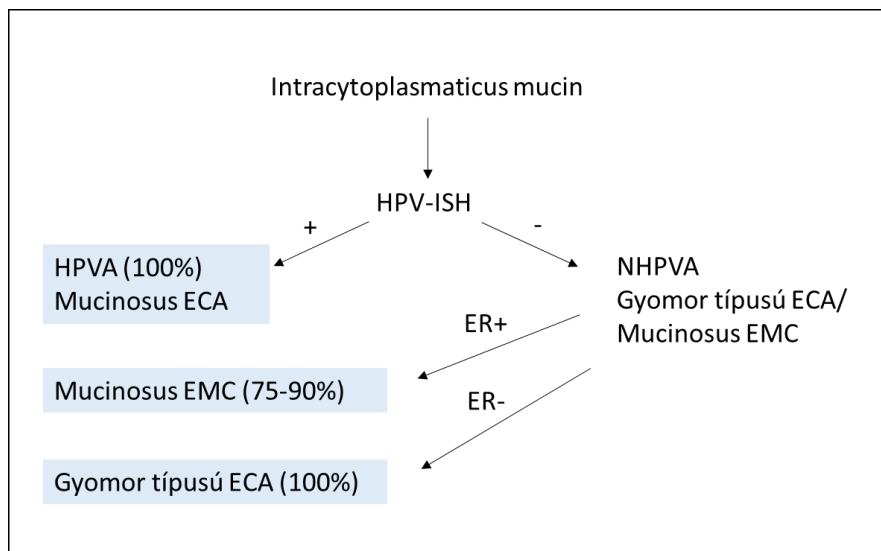 Intracytoplasmaticus mucin
HPV-ISH
+
-
HPVA (100%)
Mucinosus ECA
NHPVA
Gyomor típusú ECA/
Mucinosus EMC
ER+
Mucinosus EMC (75-90%)
ER-
Gyomor típusú ECA (100%)